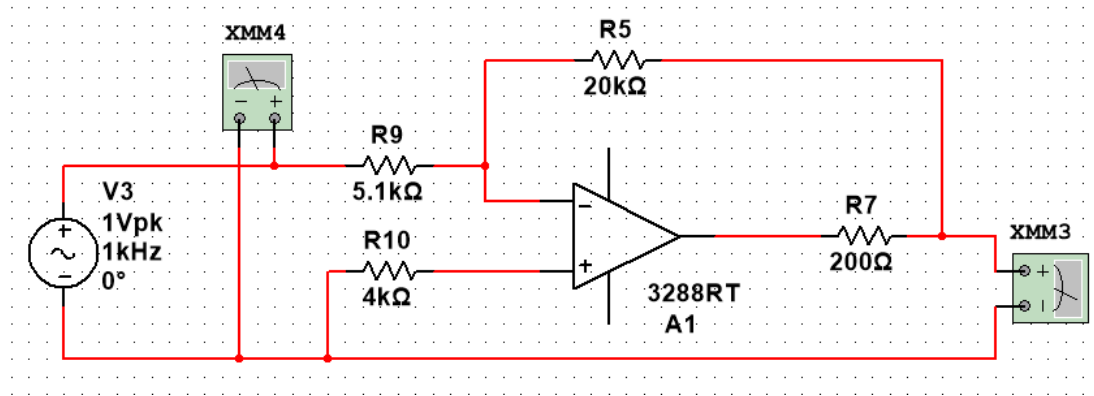 XMM4
R5
20kΩ
R9
5.1kΩ
V3
1Vpk
1kHz
0°
R10
4kΩ
R7
200Ω
XMM3
3288RT
A1